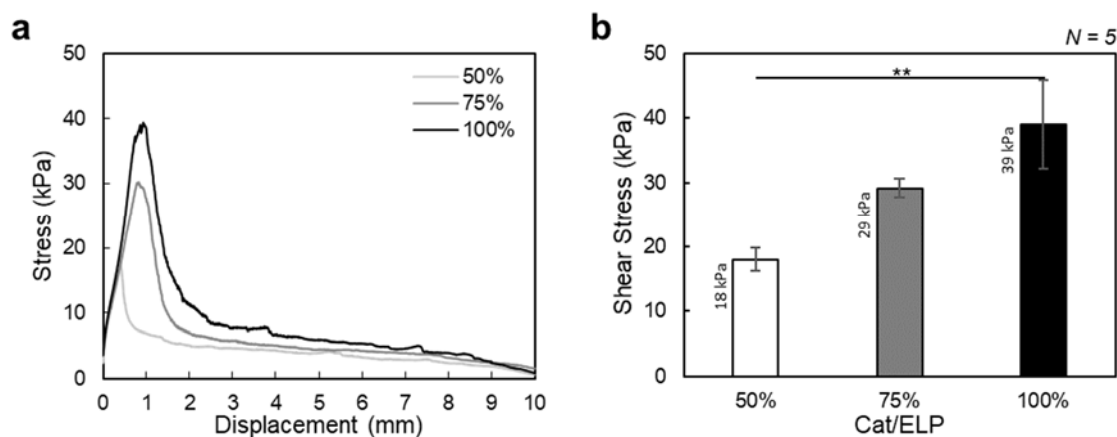 a
50
40
30
20
10
0
Stress (kPa)
50%
75%
100%
0 1 2 3 4 5 6 7 8 9 10
Displacement (mm)
b
N = 5
50
40
30
20
10
0
Shear Stress (kPa)
**
18 kPa
29 kPa
39 kPa
50% 75% 100%
Cat/ELP